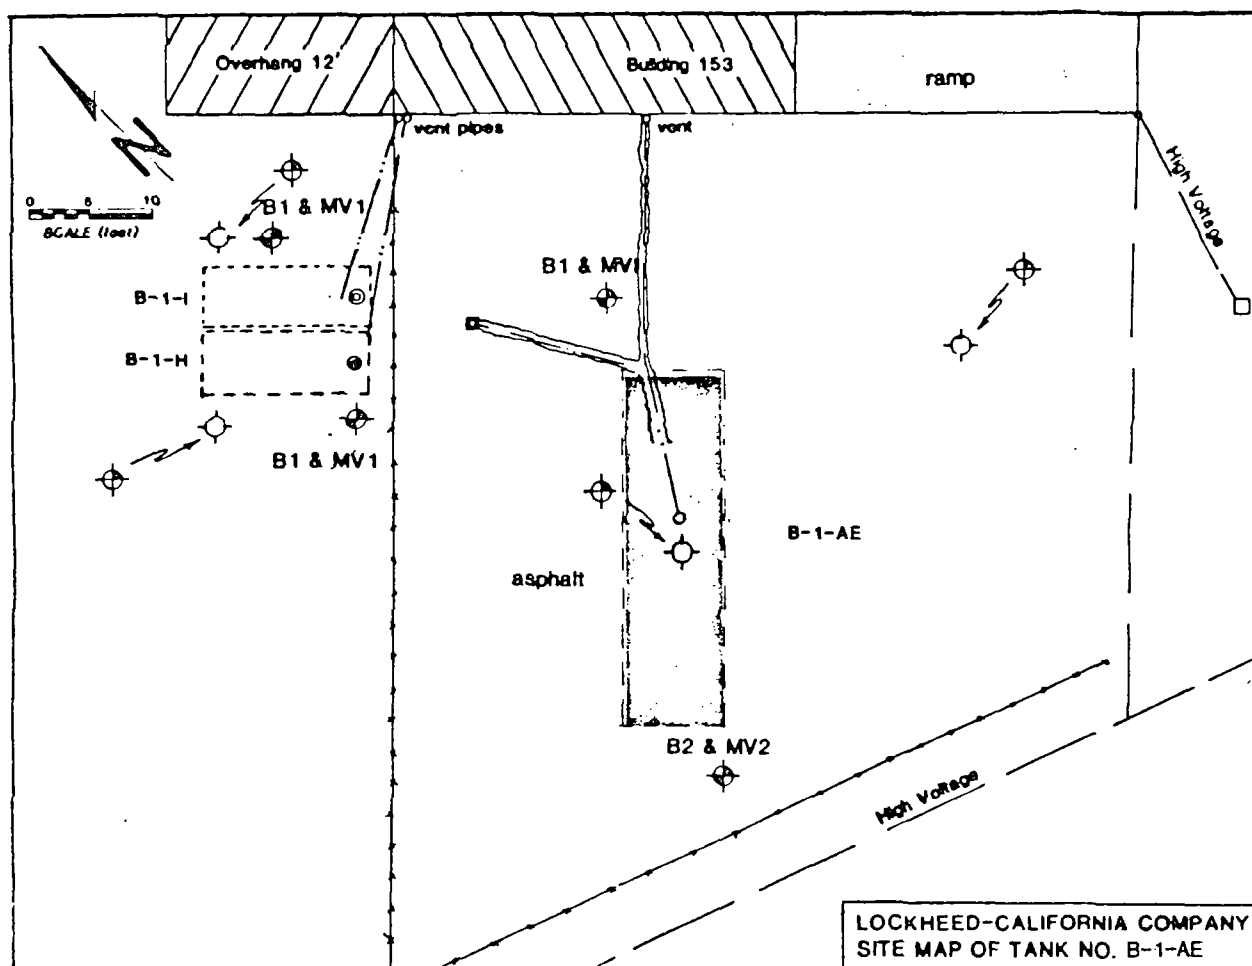 Overhang 12'
Building 153
ramp
vent pipes
vent
High Voltage
N
0 5 10
SCALE (feet)
B1 & MV1
B1 & MV1
B-1-I
B-1-H
B1 & MV1
B-1-AE
asphalt
B2 & MV2
High Voltage
LOCKHEED-CALIFORNIA COMPANY
SITE MAP OF TANK NO. B-1-AE